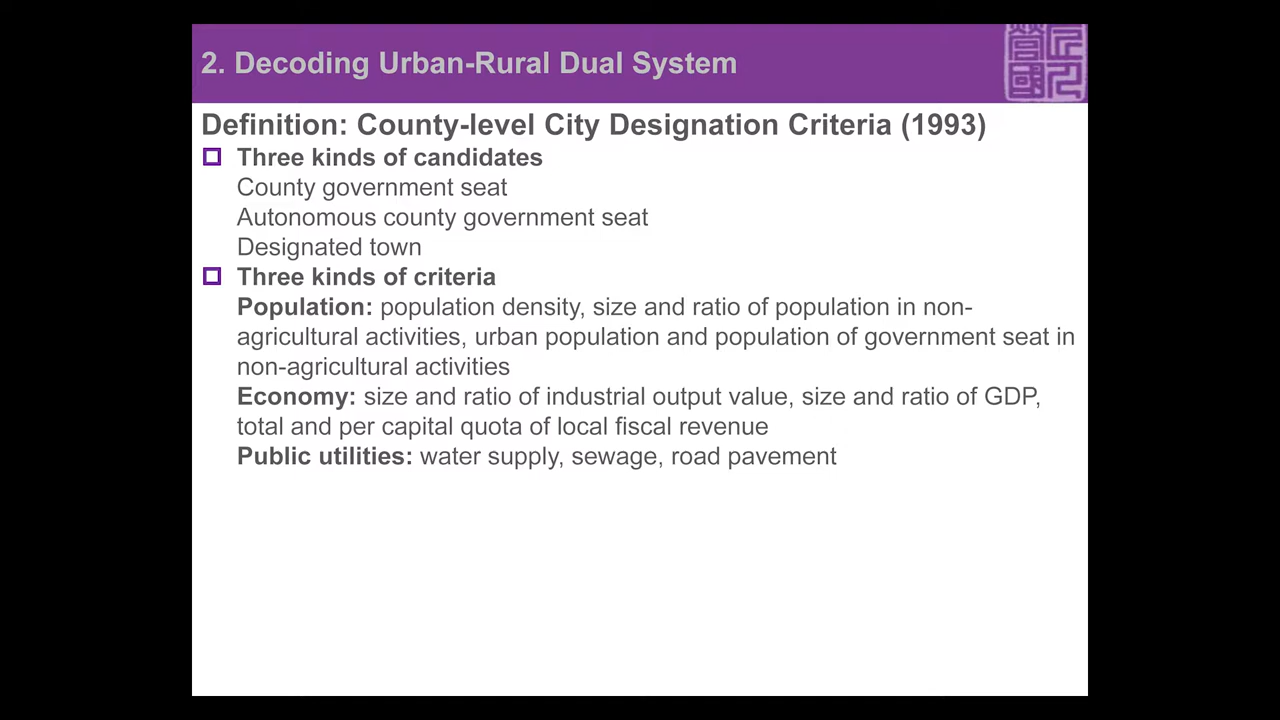 2. Decoding Urban-Rural Dual System
Definition: County-level City Designation Criteria (1993)
Three kinds of candidates
County government seat
Autonomous county government seat
Designated town
Three kinds of criteria
Population: population density, size and ratio of population in non-
agricultural activities, urban population and population of government seat in
non-agricultural activities
Economy: size and ratio of industrial output value, size and ratio of GDP,
total and per capital quota of local fiscal revenue
Public utilities: water supply, sewage, road pavement